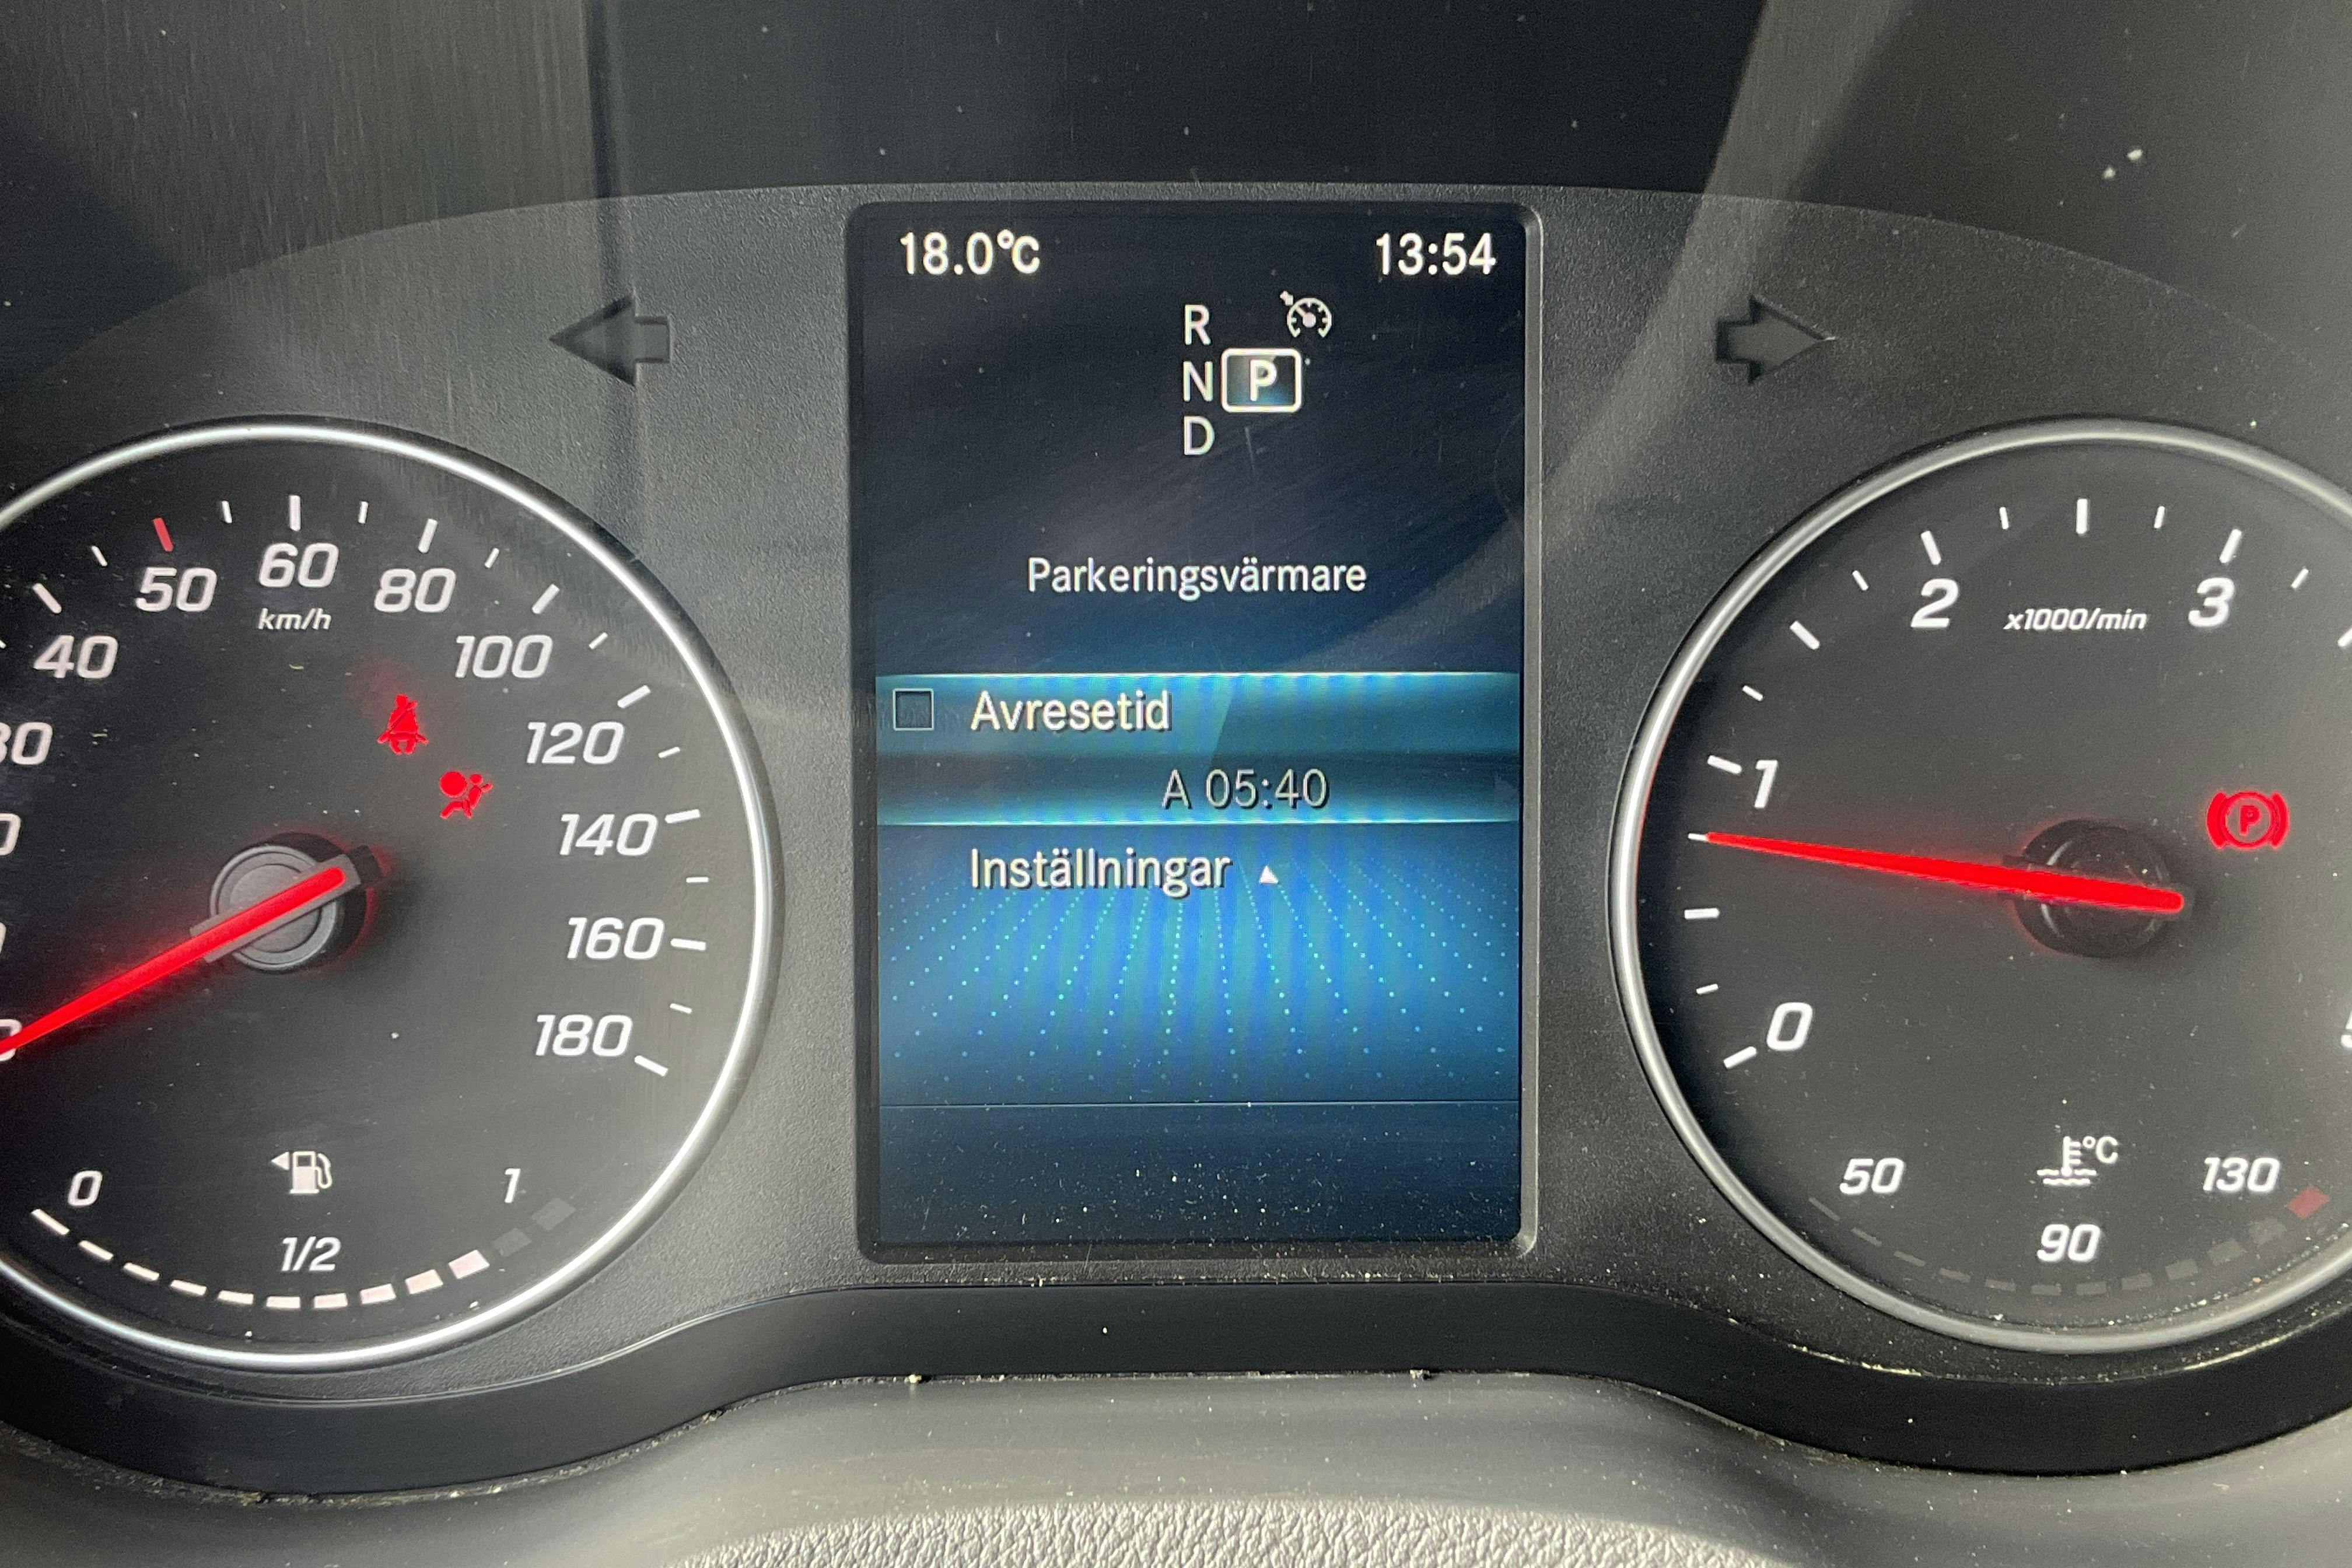 18.0°C 13:54
R
N P
D
Parkeringsvärmare
Avresetid
A 05:40
Inställningar
40 50 60 80 100 120 140 160 180
km/h
0 1/2 1
0 1 2 3
x1000/min
P
50 90 130
°C